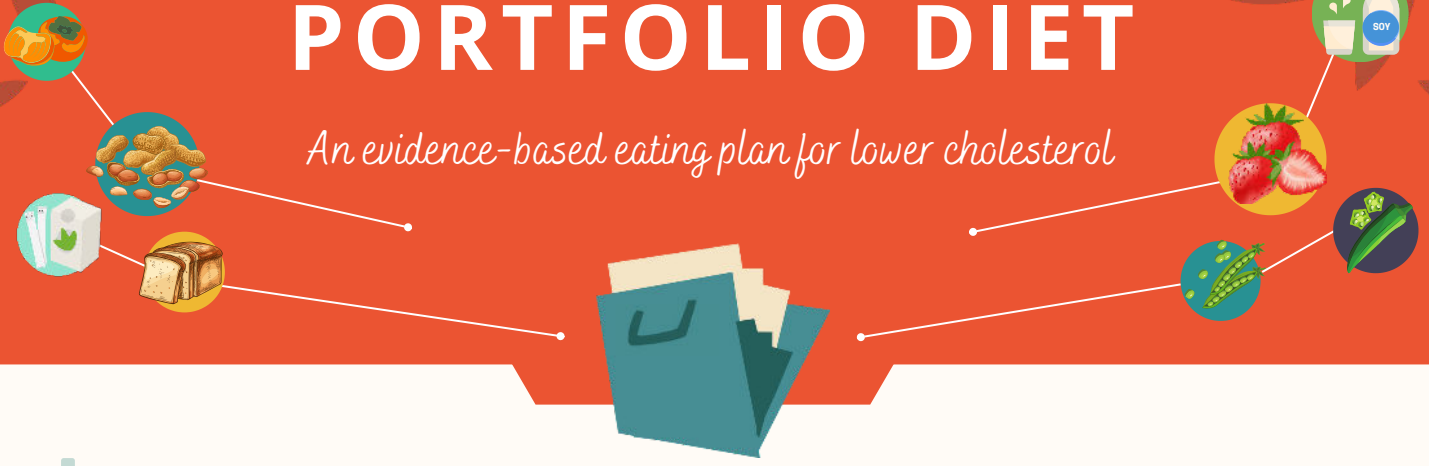 PORTFOLIO DIET
SOY
An evidence-based eating plan for lower cholesterol